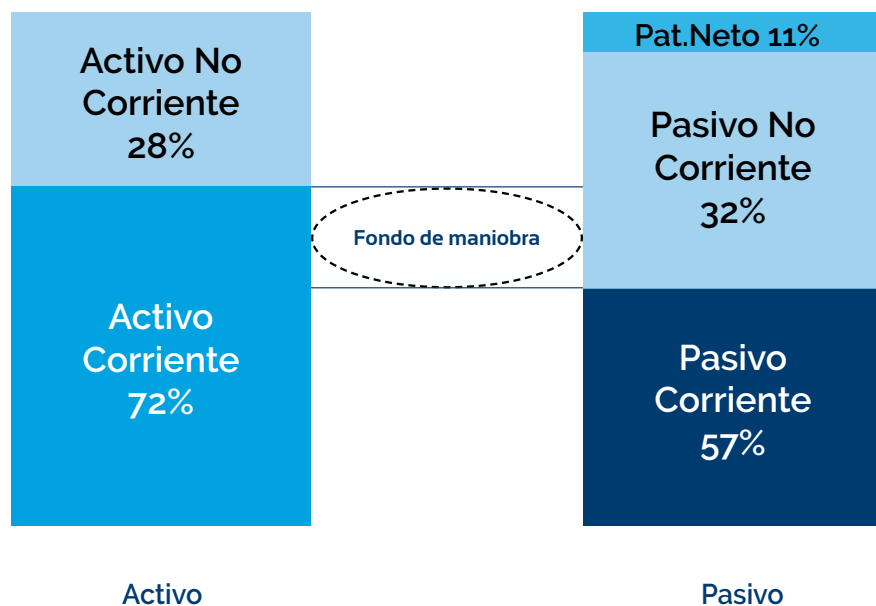 Activo No
Corriente
28%
Activo
Corriente
72%
Fondo de maniobra
Pat.Neto 11%
Pasivo No
Corriente
32%
Pasivo
Corriente
57%
Activo
Pasivo